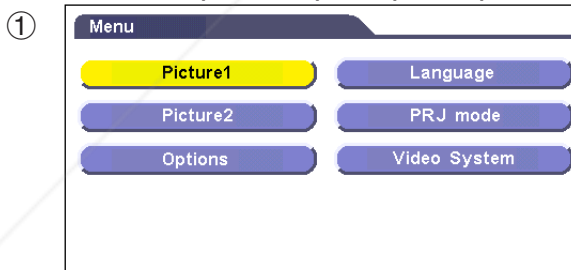 ①
Menu
Picture1
Language
Picture2
PRJ mode
Options
Video System